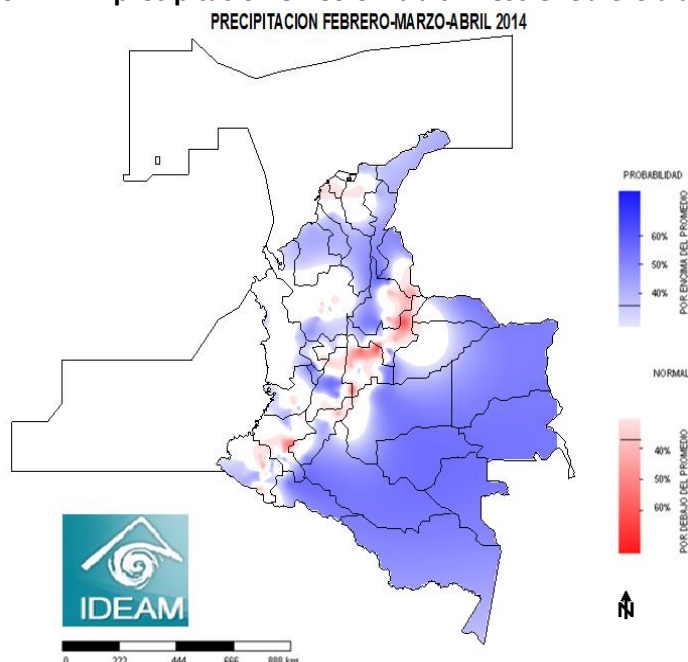 PRECIPITACION FEBRERO-MARZO-ABRIL 2014
PROBABILIDAD
60%
50%
40%
POR ENCIMA DEL PROMEDIO
NORMAL
40%
50%
60%
POR DEBAJO DEL PROMEDIO
N
IDEAM
0 222 444 666 888 km